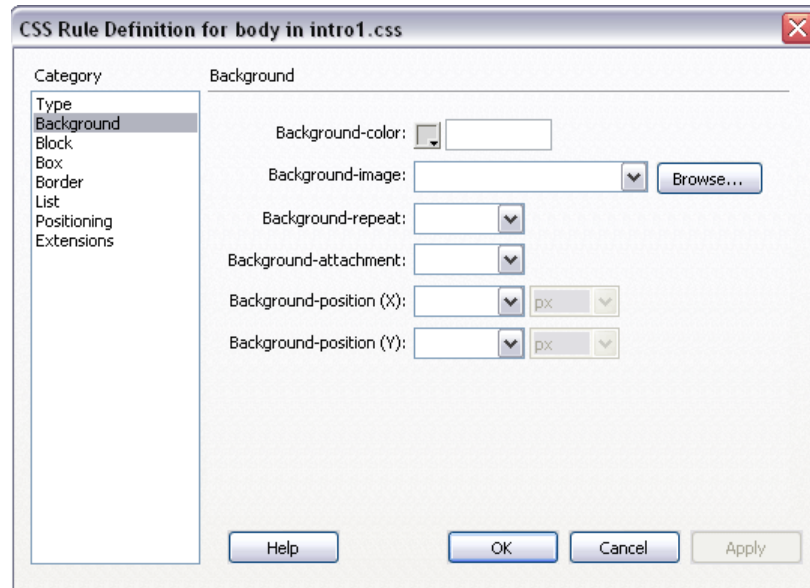 CSS Rule Definition for body in intro1.css
Category
Type
Background
Block
Box
Border
List
Positioning
Extensions
Background
Background-color:
Background-image:
Browse...
Background-repeat:
Background-attachment:
Background-position (X):
px
Background-position (Y):
px
Help
OK
Cancel
Apply